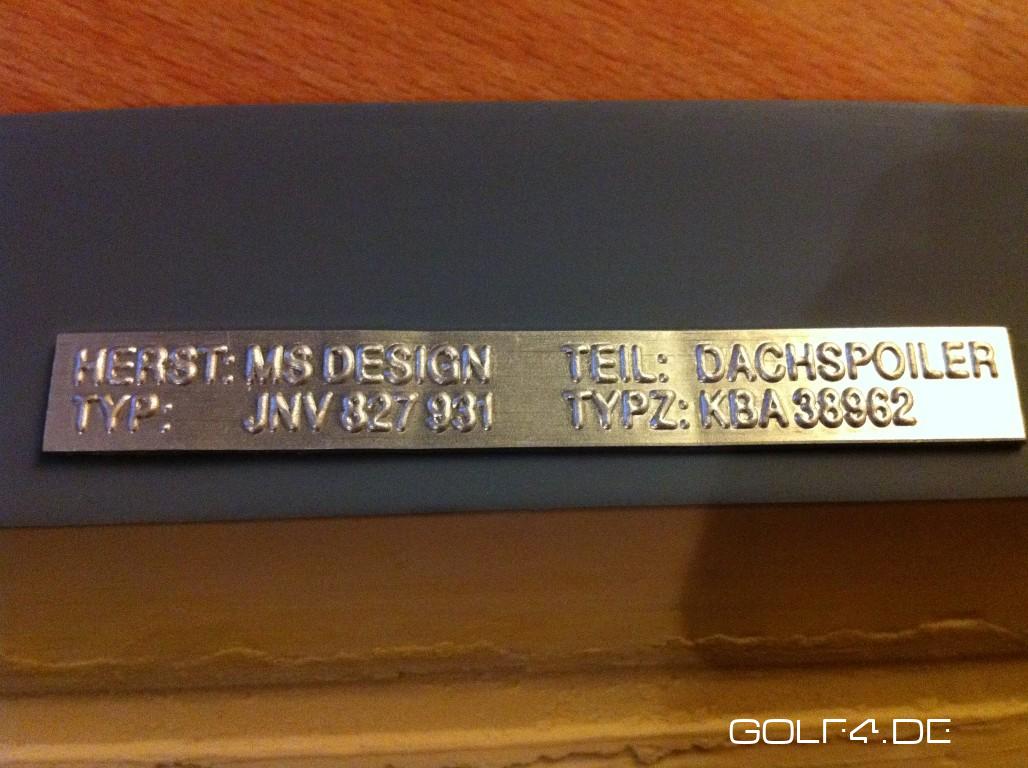 HERST: MS DESIGN TEIL: DACHSPOILER
TYP: JNV 827 931 TYPZ: KBA 38962
GOLF4.DE